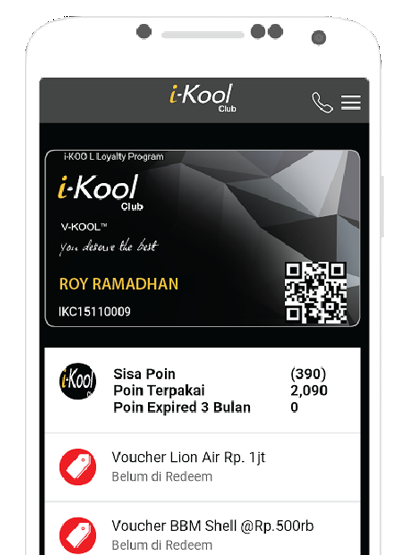 i-Kool
Club
i-KOO L Loyalty Program
i-Kool
Club
V-KOOL™
you deserve the best
ROY RAMADHAN
IKC15110009
i-Kool
Sisa Poin (390)
Poin Terpakai 2,090
Poin Expired 3 Bulan 0
Voucher Lion Air Rp. 1jt
Belum di Redeem
Voucher BBM Shell @Rp.500rb
Belum di Redeem